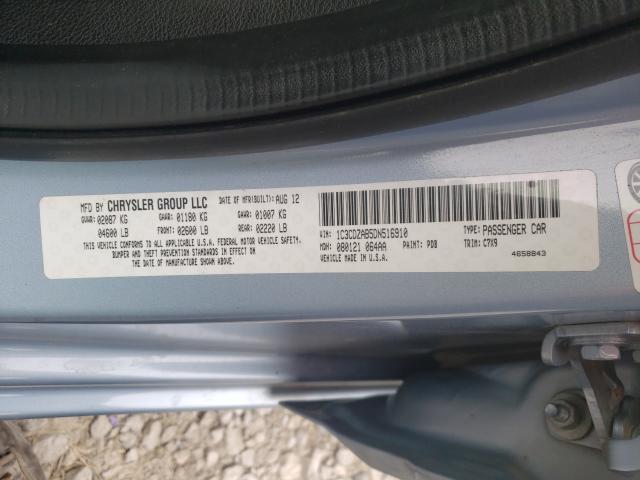 MFD BY CHRYSLER GROUP LLC DATE OF MFR(BUILT): AUG 12
GVWR: 02087 KG GAWR: 01180 KG GAWR: 01007 KG
04600 LB FRONT: 02600 LB REAR: 02220 LB
THIS CONFORMS TO ALL APPLICABLE U.S.A. FEDERAL MOTOR VEHICLE SAFETY,
BUMPER AND THEFT PREVENTION STANDARDS IN EFFECT ON
THE DATE OF MANUFACTURE SHOWN ABOVE.
VIN: 1C3CDZAB5DN516910 TYPE: PASSENGER CAR
MDH: 080121 064AA PAINT: PDB TRIM: C7X9
VEHICLE MADE IN U.S.A. 4658843